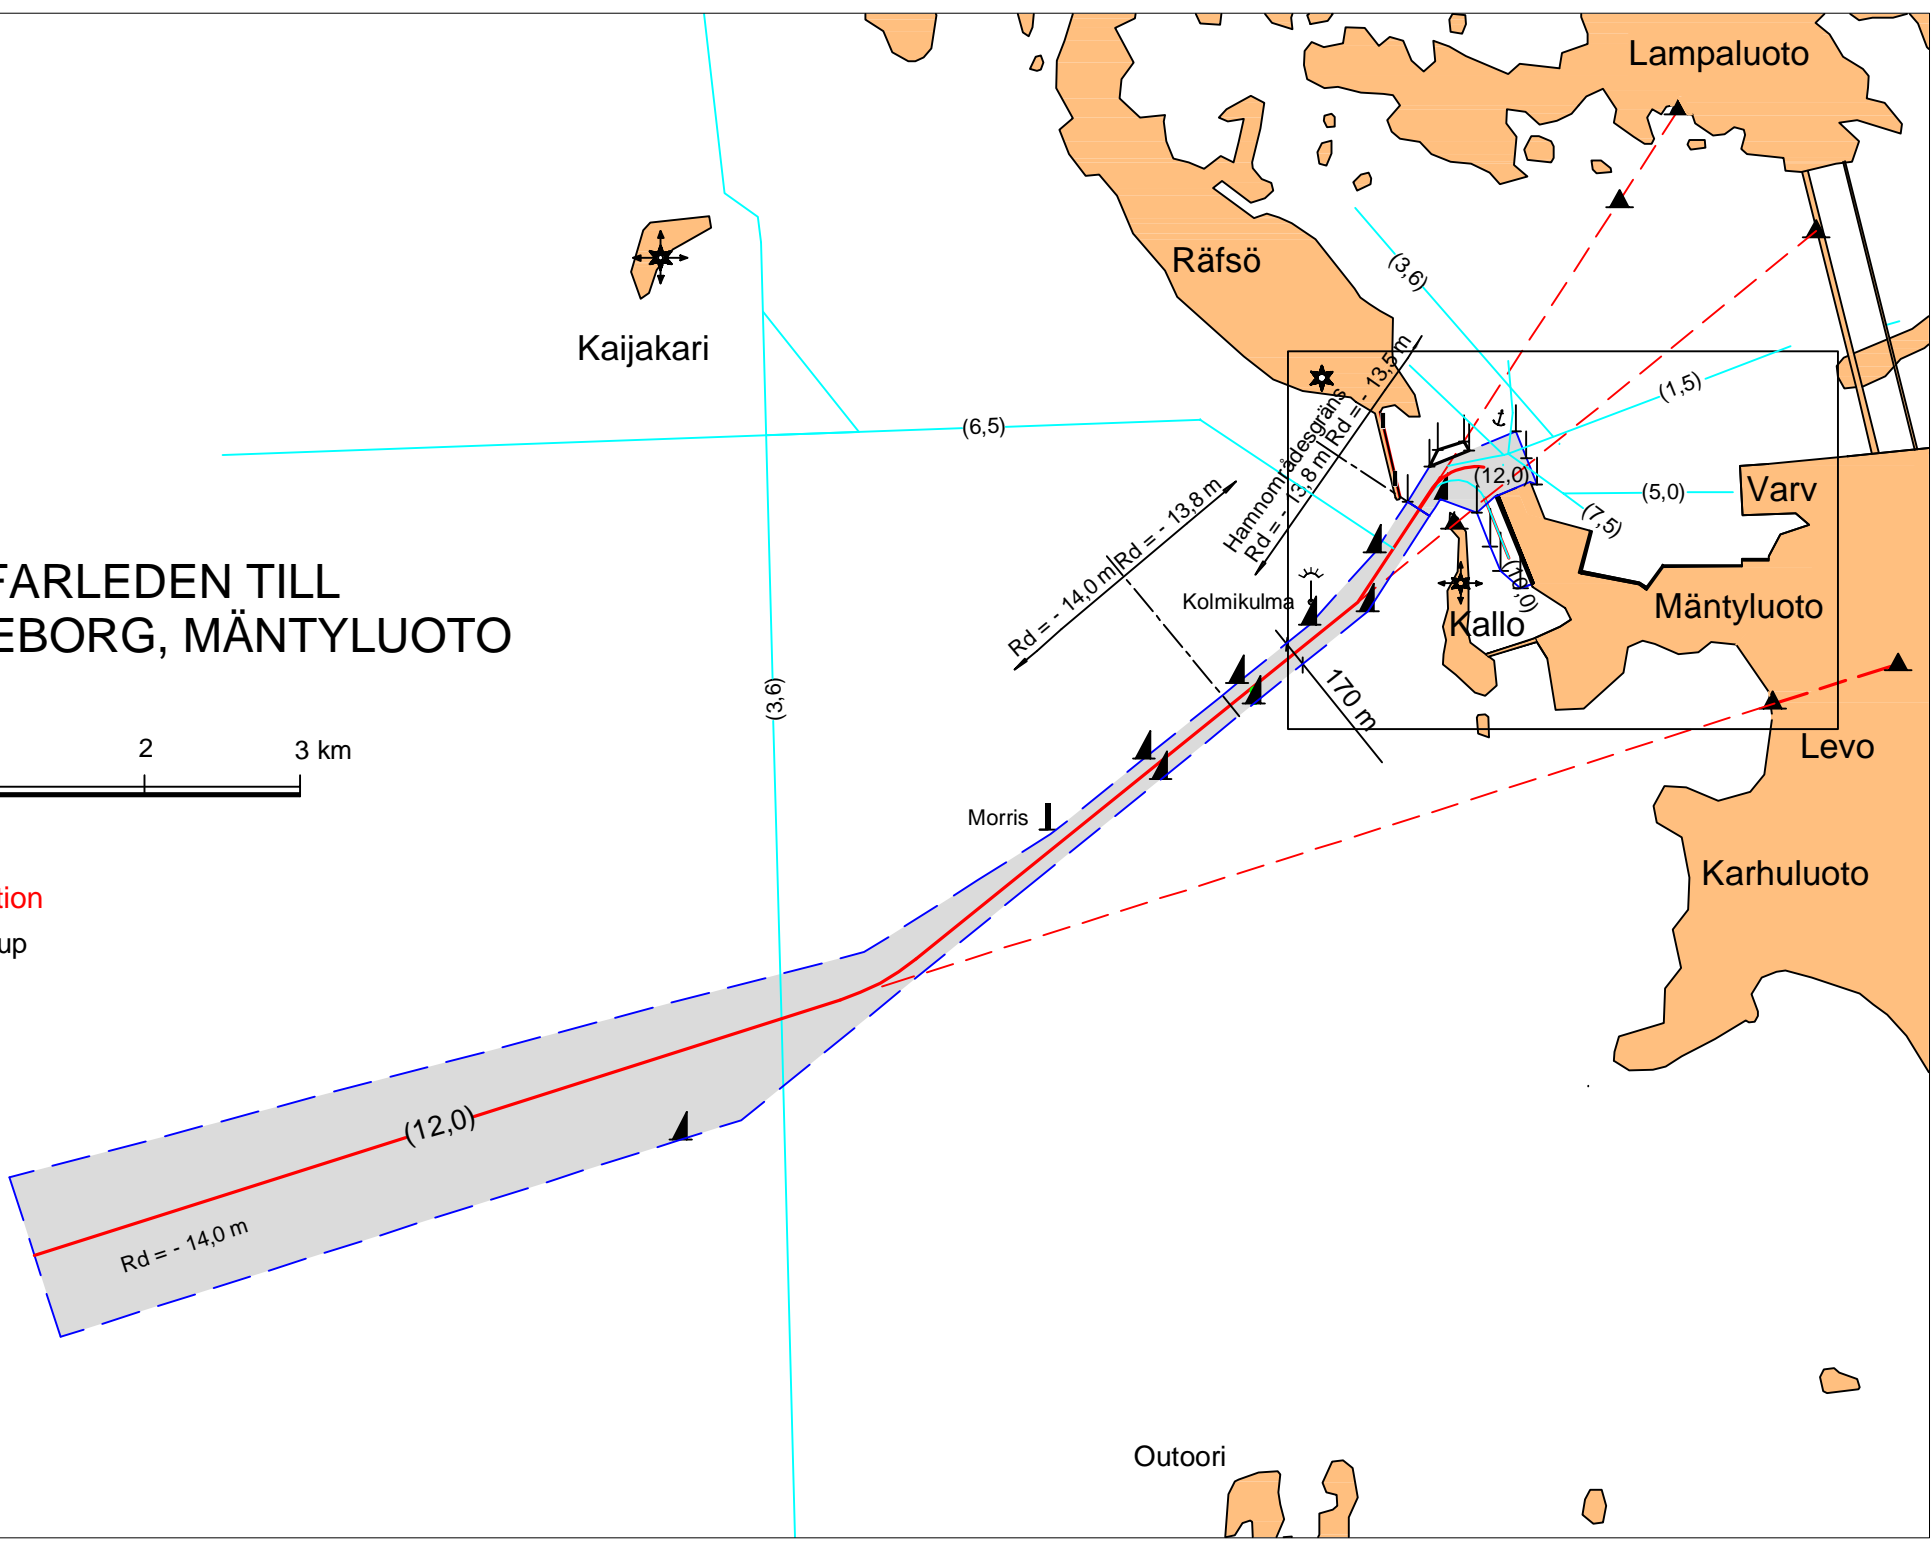 Lampaluoto
Räfsö
(3,6)
Kaijakari
(1,5)
(6,5)
Hamnområdesgräns
Rd = - 13,8 m
Rd = - 13,5 m
(12,0)
(5,0)
Varv
(7,5)
Rd = - 14,0 m
Rd = - 13,8 m
FARLEDEN TILL
EBORG, MÄNTYLUOTO
Kolmikulma
(10,0)
Kallo
Mäntyluoto
(3,6)
170 m
2
3 km
Levo
Morris
Karhuluoto
tion
up
(12,0)
Rd = - 14,0 m
Outoori